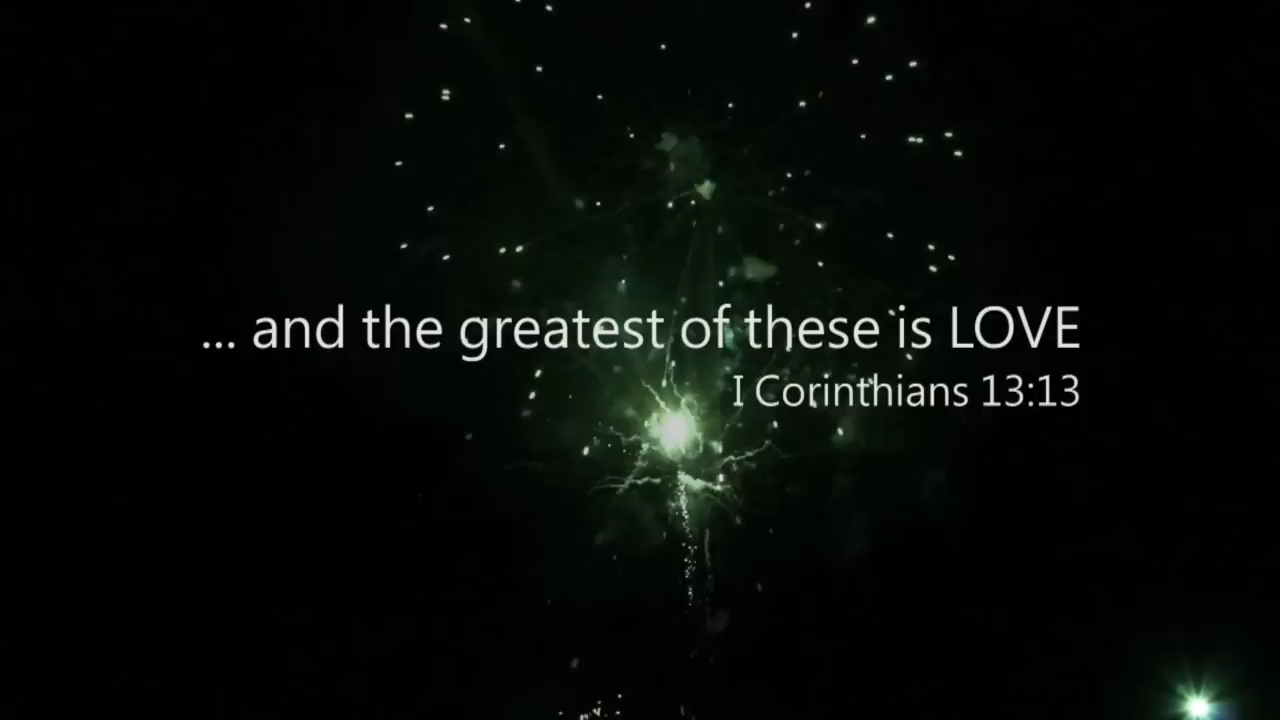 ... and the greatest of these is LOVE
I Corinthians 13:13